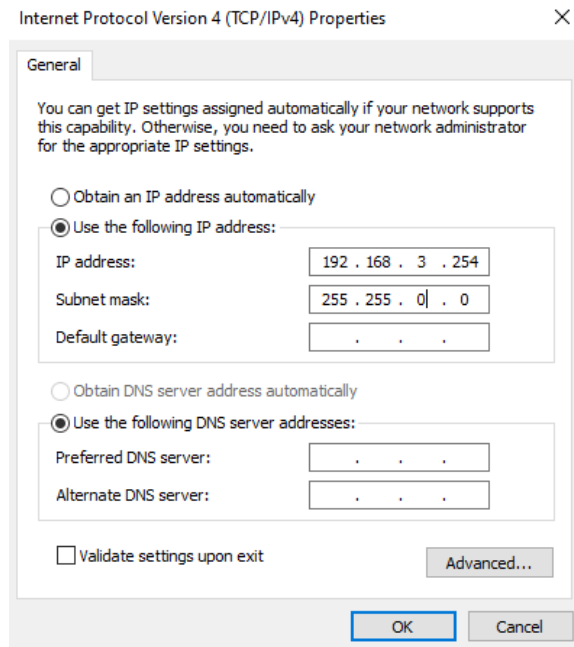 Internet Protocol Version 4 (TCP/IPv4) Properties
General
You can get IP settings assigned automatically if your network supports
this capability. Otherwise, you need to ask your network administrator
for the appropriate IP settings.
Obtain an IP address automatically
Use the following IP address:
IP address: 192 . 168 . 3 . 254
Subnet mask: 255 . 255 . 0 . 0
Default gateway: . . .
Obtain DNS server address automatically
Use the following DNS server addresses:
Preferred DNS server: . . .
Alternate DNS server: . . .
Validate settings upon exit
Advanced...
OK Cancel